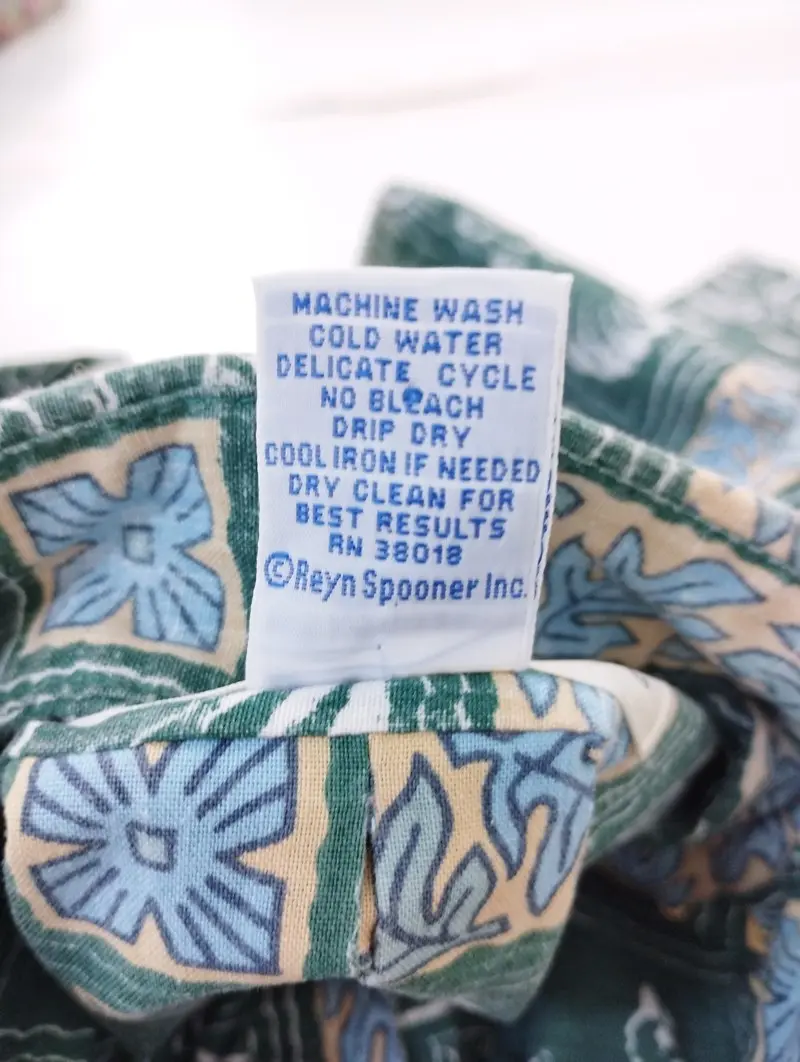 MACHINE WASH
COLD WATER
DELICATE CYCLE
NO BLEACH
DRIP DRY
COOL IRON IF NEEDED
DRY CLEAN FOR
BEST RESULTS
RN 38018
©Reyn Spooner Inc.